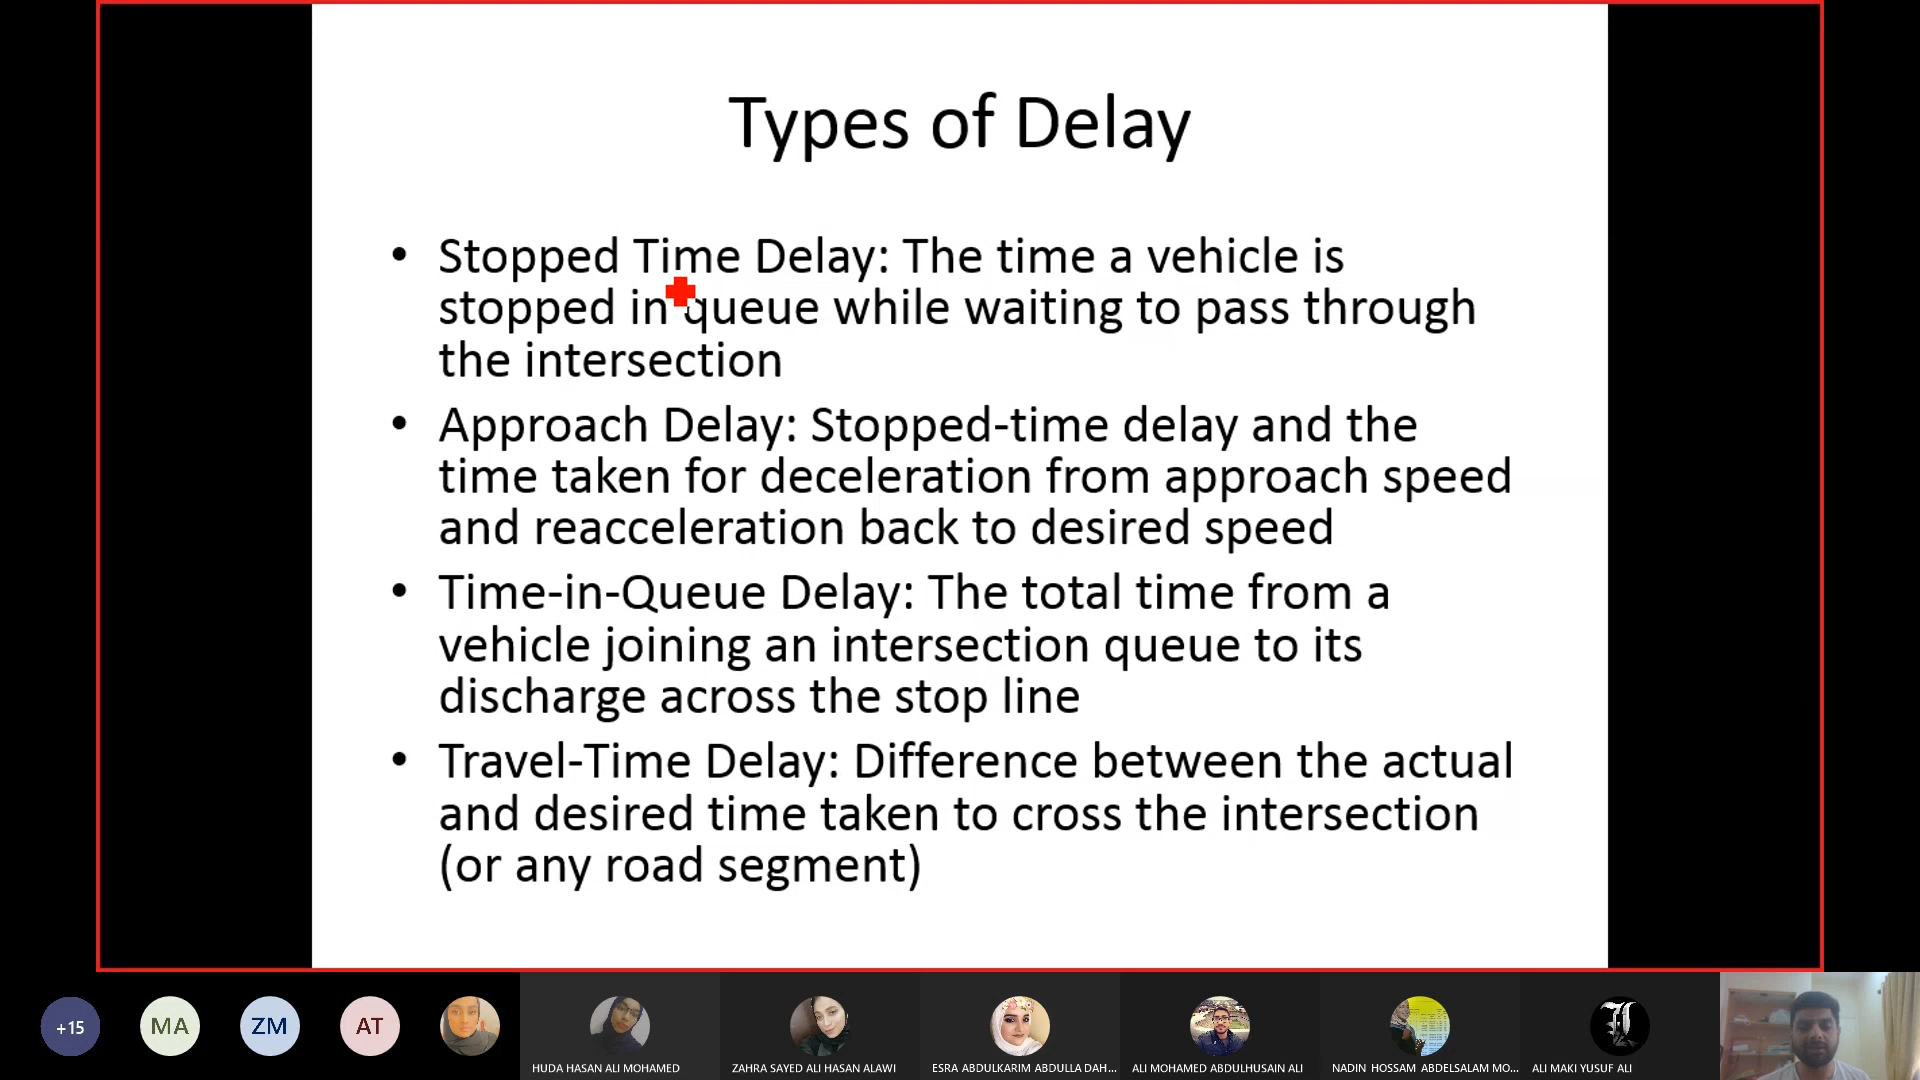 Types of Delay
• Stopped Time Delay: The time a vehicle is
stopped in queue while waiting to pass through
the intersection
• Approach Delay: Stopped-time delay and the
time taken for deceleration from approach speed
and reacceleration back to desired speed
• Time-in-Queue Delay: The total time from a
vehicle joining an intersection queue to its
discharge across the stop line
• Travel-Time Delay: Difference between the actual
and desired time taken to cross the intersection
(or any road segment)
+15
MA
ZM
AT
HUDA HASAN ALI MOHAMED
ZAHRA SAYED ALI HASAN ALAWI
ESRA ABDULKARIM ABDULLA DAH...
ALI MOHAMED ABDULHUSAIN ALI
NADIN HOSSAM ABDELSALAM MO...
ALI MAKI YUSUF ALI